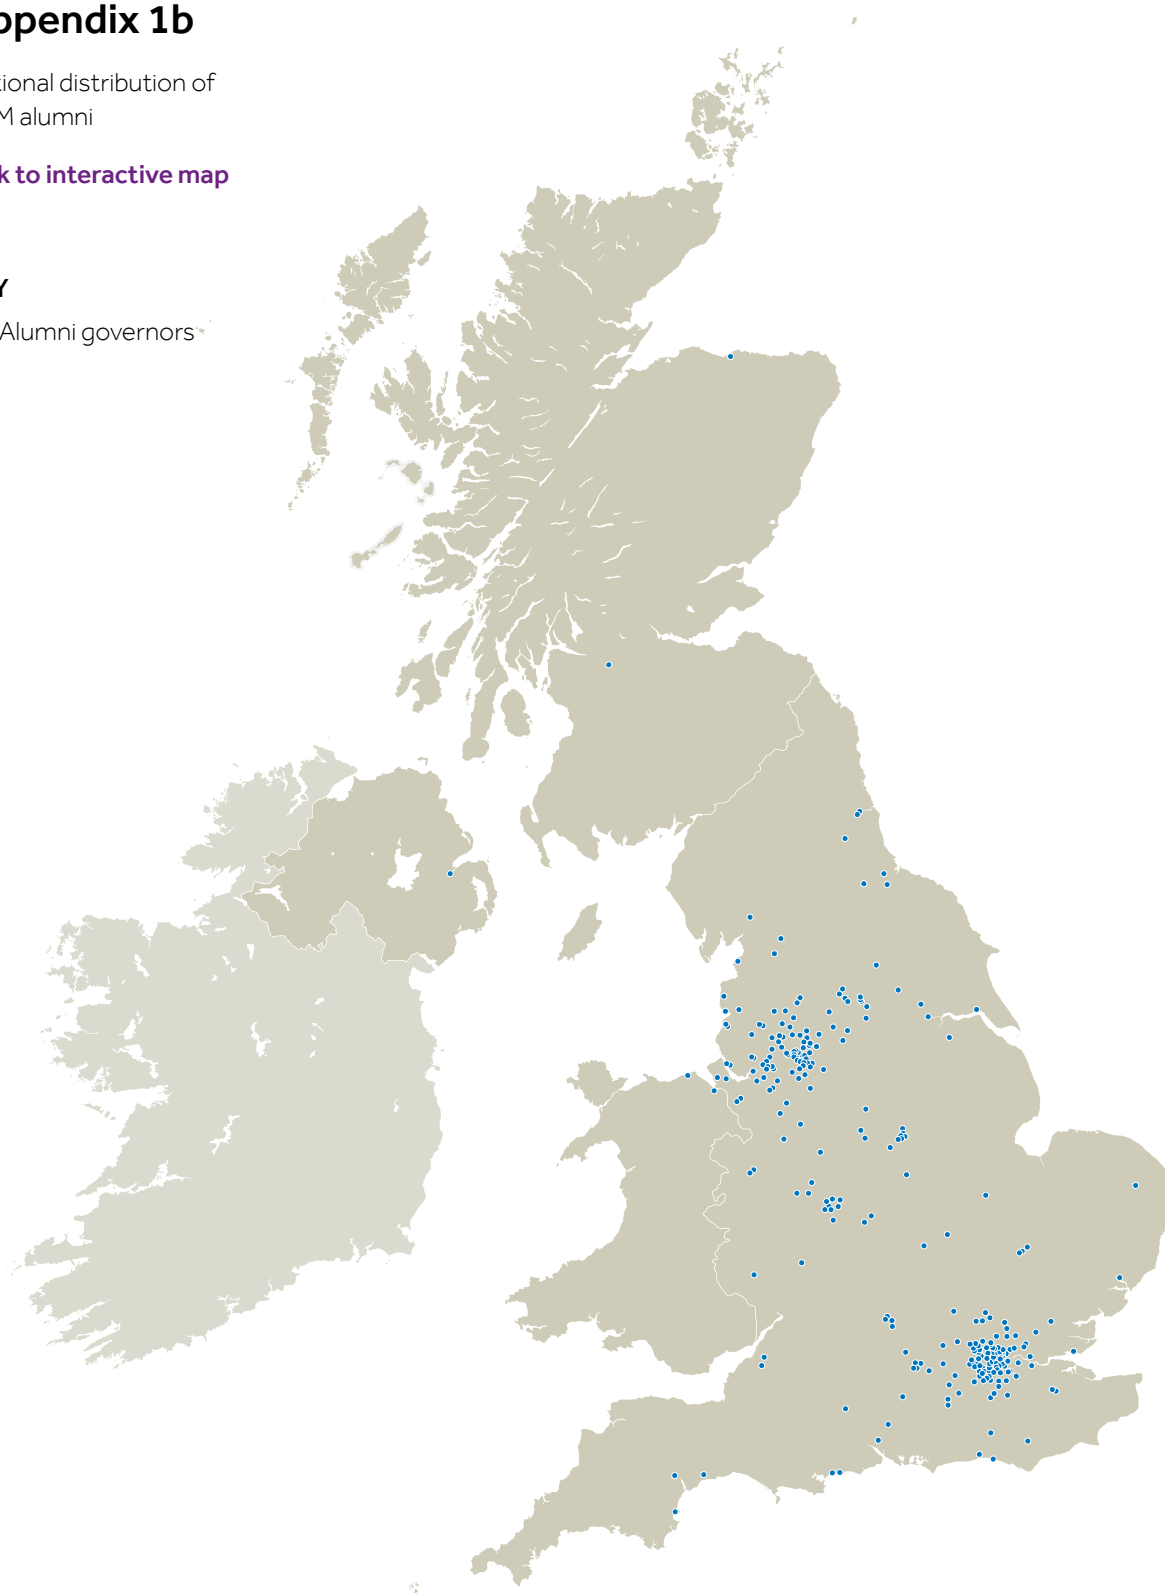 ppendix 1b
tional distribution of
M alumni
k to interactive map
Y
Alumni governors